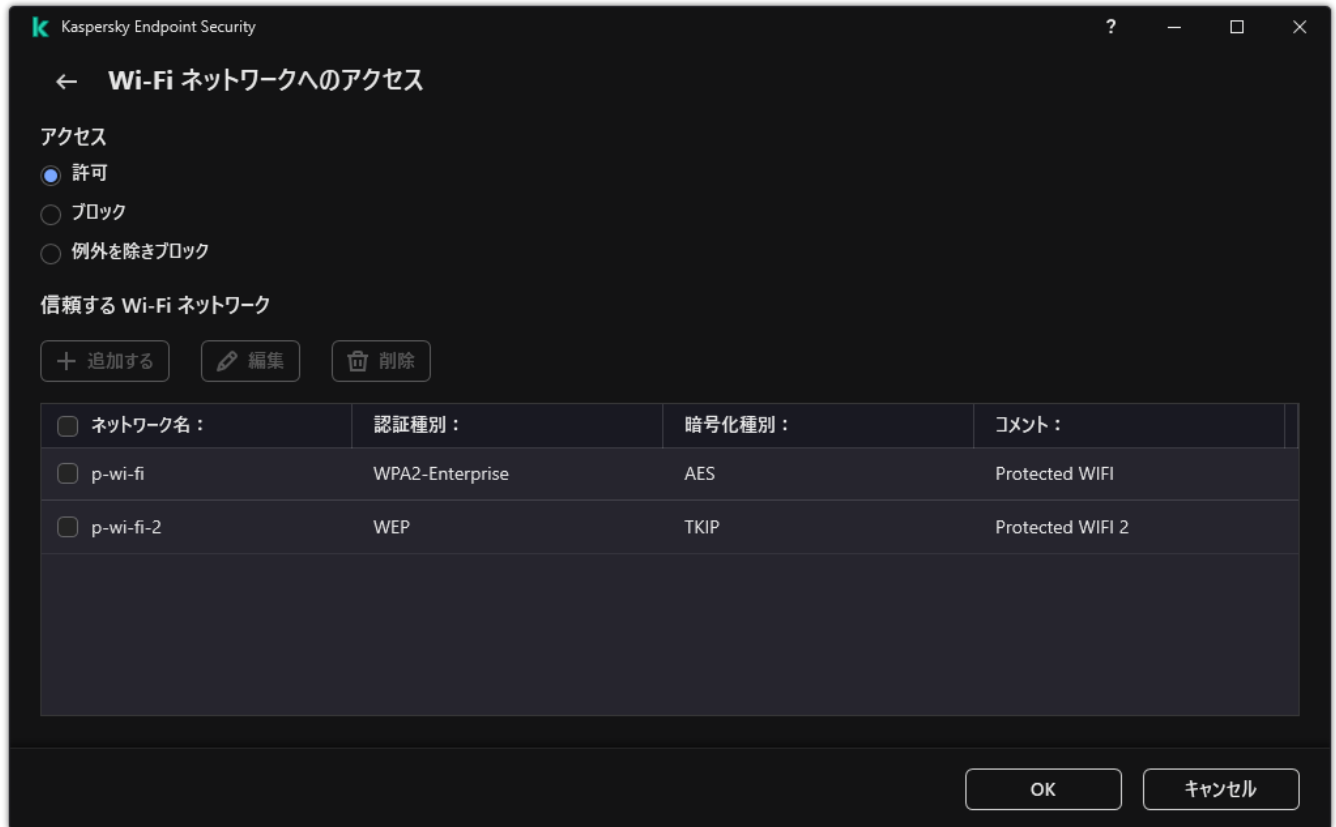 Kaspersky Endpoint Security
?
Wi-Fi ネットワークへのアクセス
アクセス
許可
ブロック
例外を除きブロック
信頼する Wi-Fi ネットワーク
追加する 編集 削除
ネットワーク名： 認証種別： 暗号化種別： コメント：
p-wi-fi WPA2-Enterprise AES Protected WIFI
p-wi-fi-2 WEP TKIP Protected WIFI 2
OK キャンセル